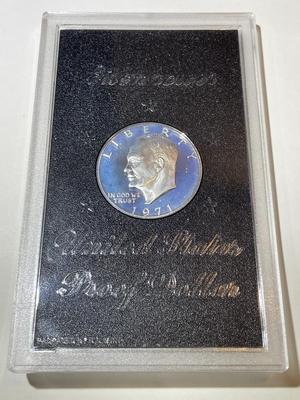 Eisenhower
LIBERTY
IN GOD WE
TRUST
1971
United States
Proof Dollar